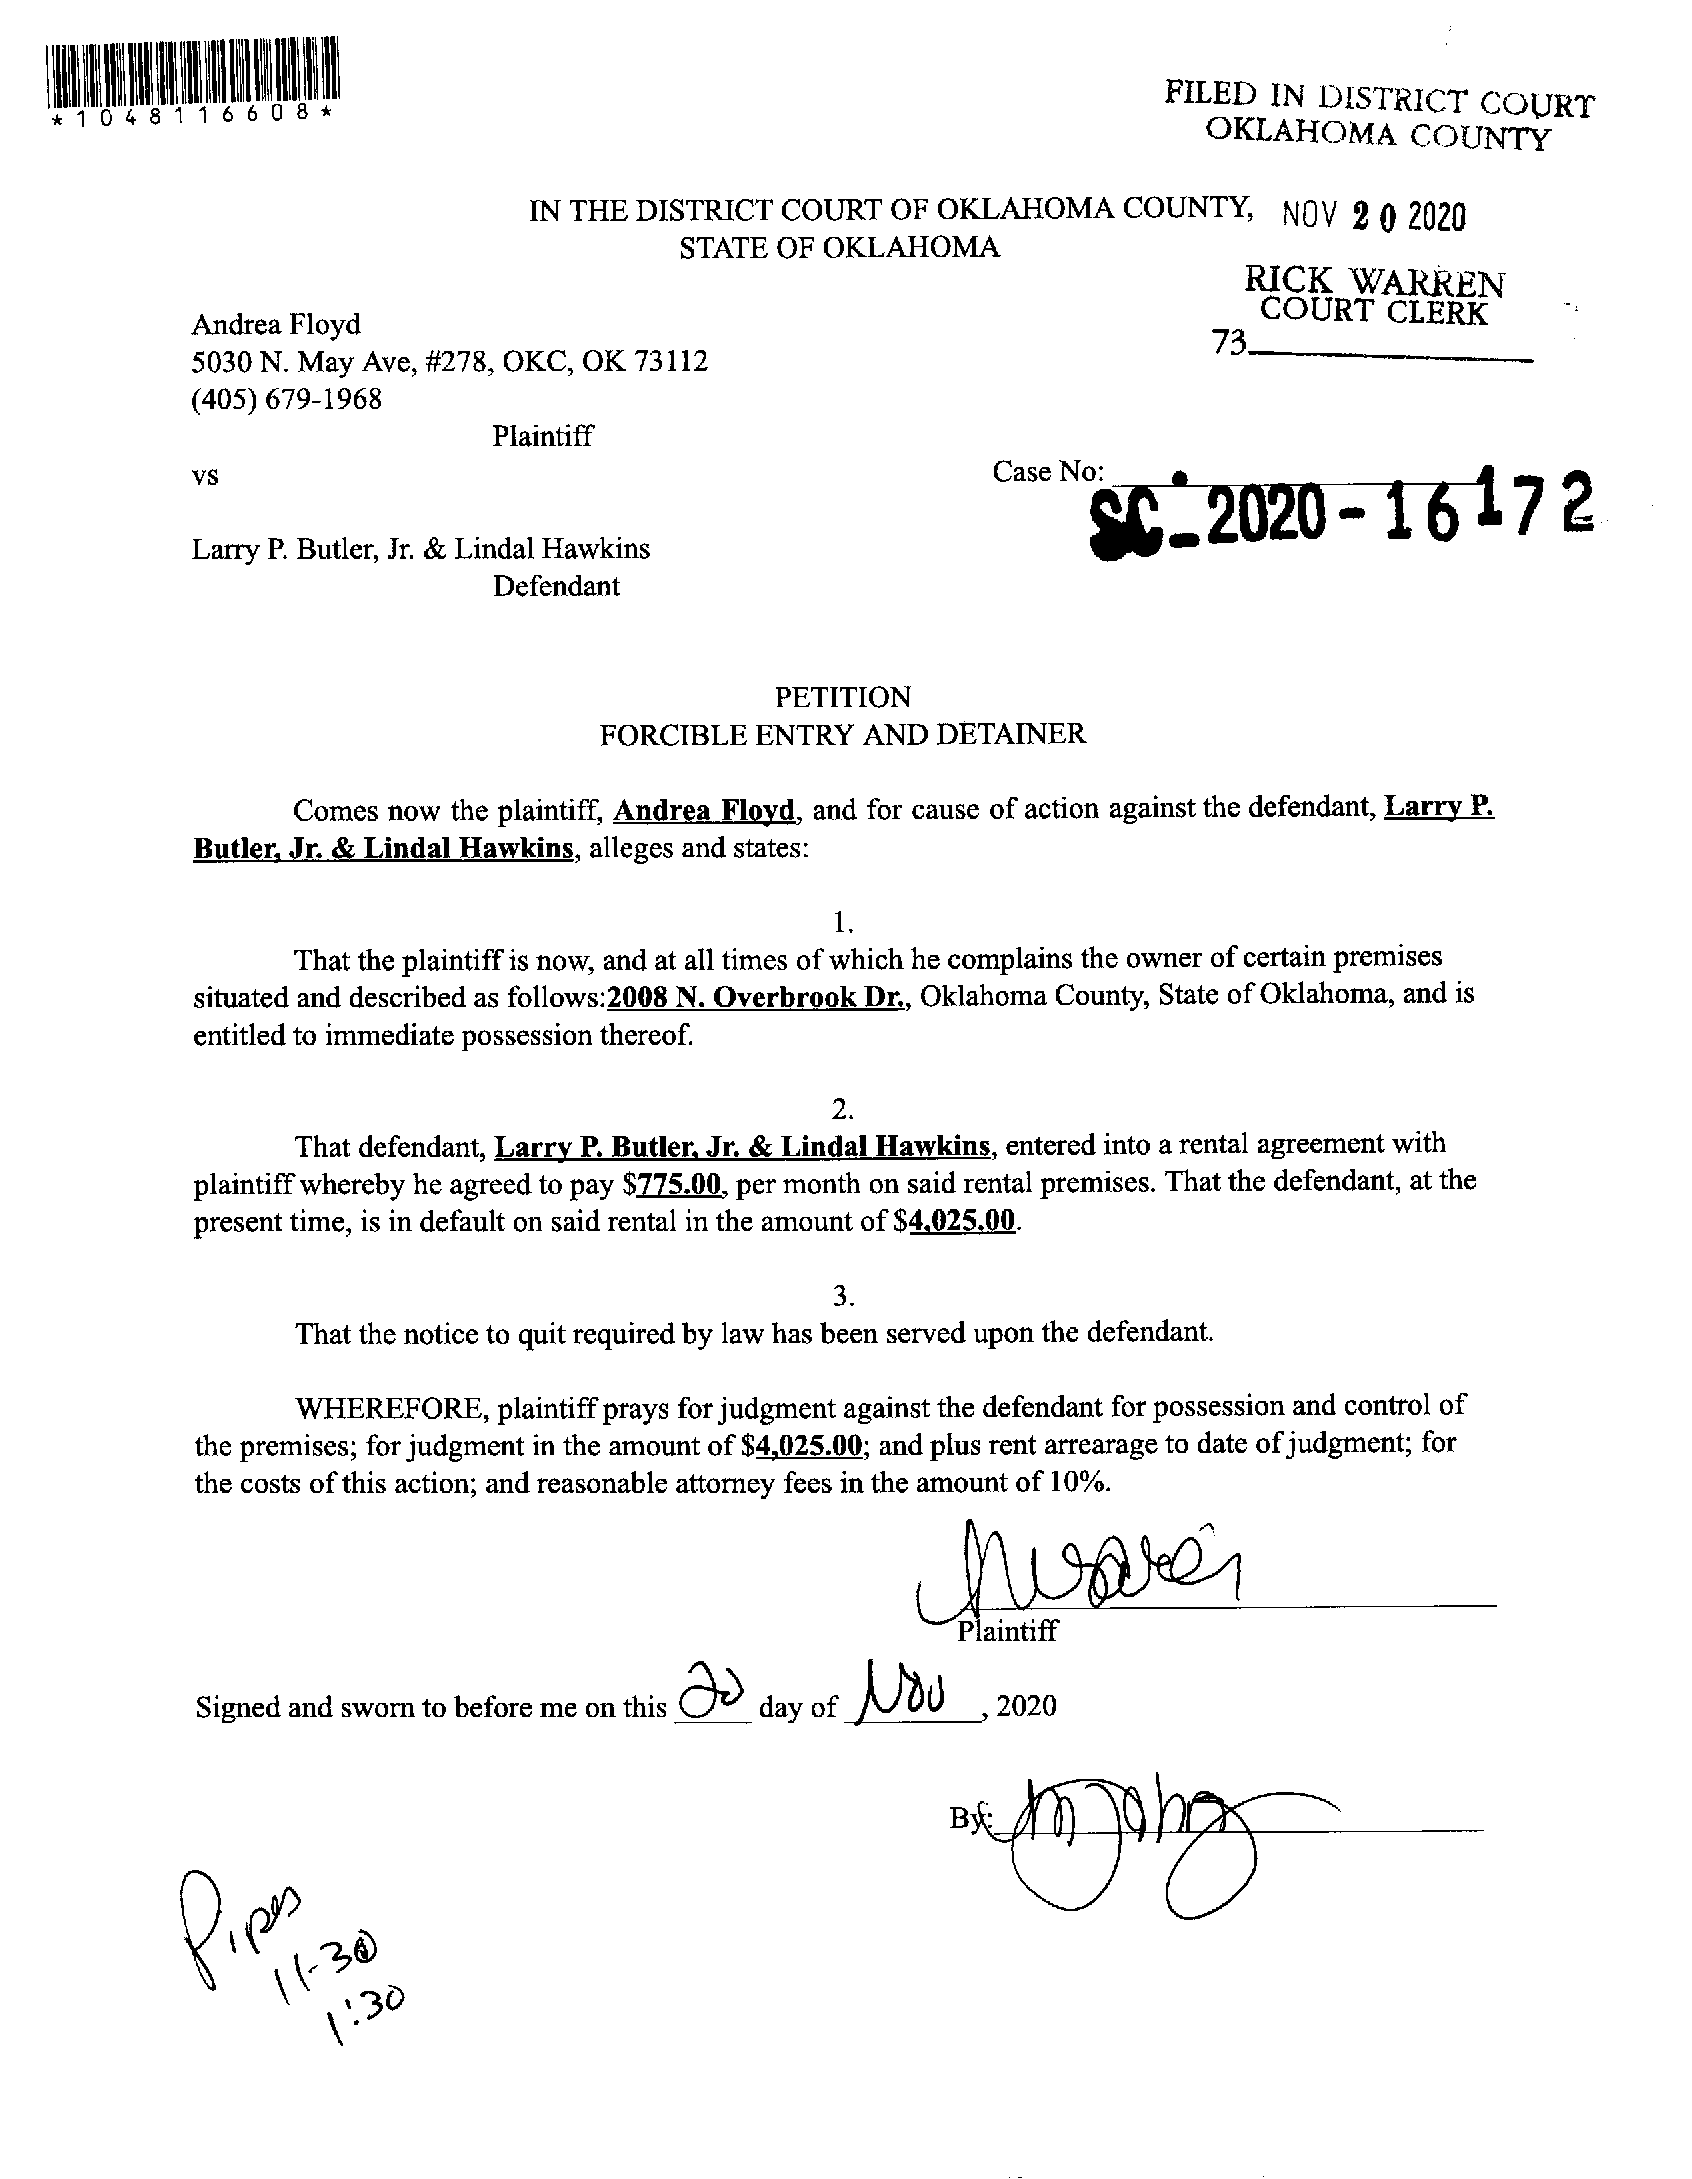 *1048116608*
FILED IN DISTRICT COURT
OKLAHOMA COUNTY
IN THE DISTRICT COURT OF OKLAHOMA COUNTY,
STATE OF OKLAHOMA
NOV 20 2020
RICK WARREN
COURT CLERK
73
Andrea Floyd
5030 N. May Ave, #278, OKC, OK 73112
(405) 679-1968
Plaintiff
vs
Case No:
SC-2020-16172
Larry P. Butler, Jr. & Lindal Hawkins
Defendant
PETITION
FORCIBLE ENTRY AND DETAINER
Comes now the plaintiff, Andrea Floyd, and for cause of action against the defendant, Larry P.
Butler, Jr. & Lindal Hawkins, alleges and states:
1.
That the plaintiff is now, and at all times of which he complains the owner of certain premises
situated and described as follows:2008 N. Overbrook Dr., Oklahoma County, State of Oklahoma, and is
entitled to immediate possession thereof.
2.
That defendant, Larry P. Butler, Jr. & Lindal Hawkins, entered into a rental agreement with
plaintiff whereby he agreed to pay $775.00, per month on said rental premises. That the defendant, at the
present time, is in default on said rental in the amount of $4,025.00.
3.
That the notice to quit required by law has been served upon the defendant.
WHEREFORE, plaintiff prays for judgment against the defendant for possession and control of
the premises; for judgment in the amount of $4,025.00; and plus rent arrearage to date of judgment; for
the costs of this action; and reasonable attorney fees in the amount of 10%.
Plaintiff
Signed and sworn to before me on this 20 day of Nov, 2020
By:
Pipes
11-30
1:30